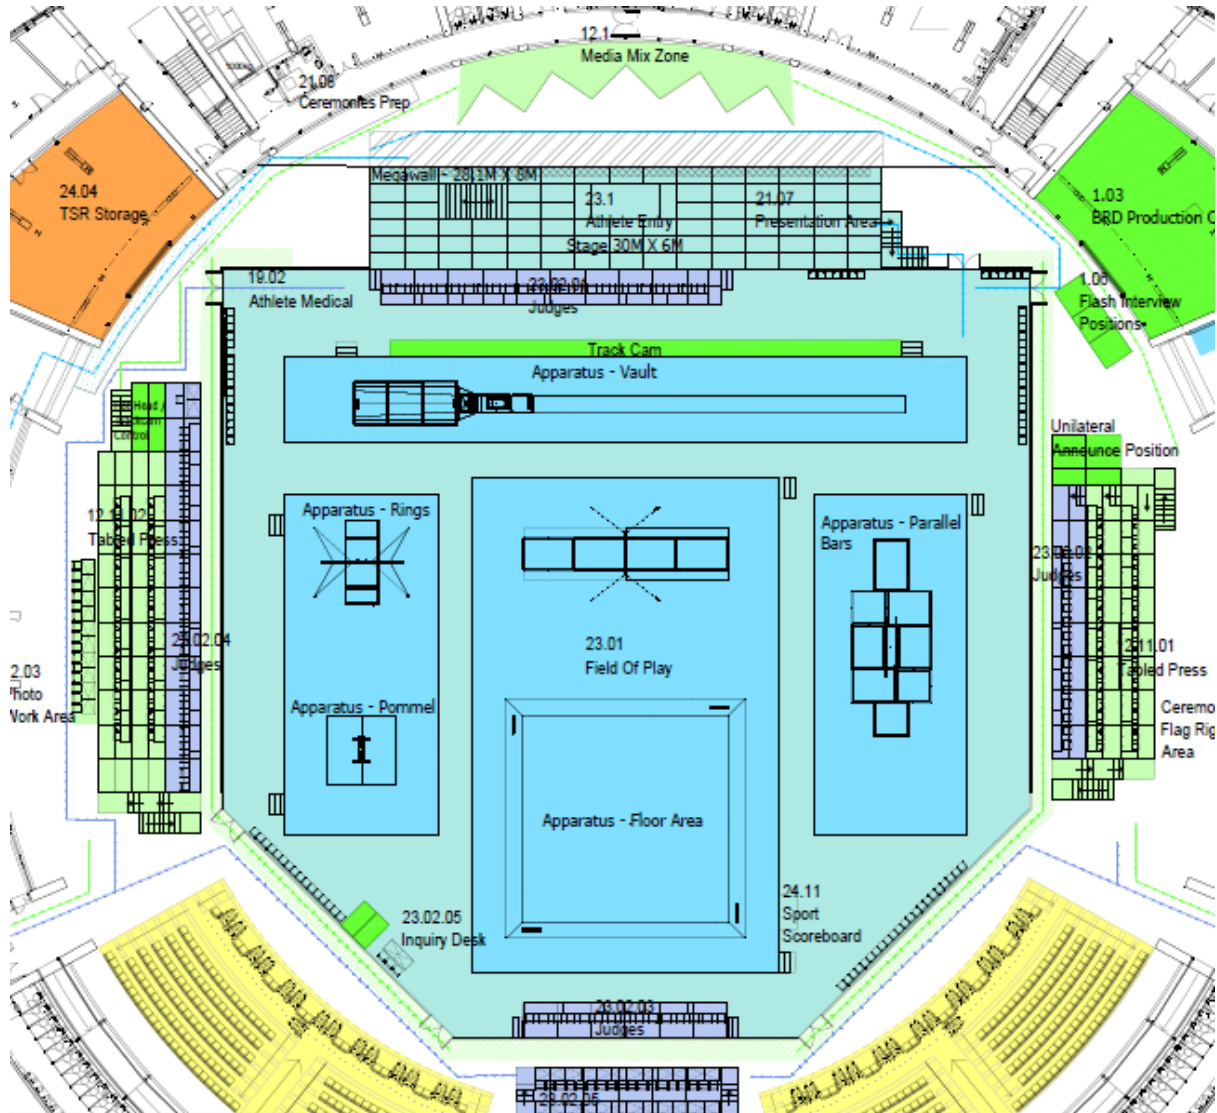 12.1
Media Mix Zone
21.08
Ceremonies Prep
24.04
TSR Storage
Megawall - 28.1M X 8M
23.1
Athlete Entry
21.07
Presentation Area
Stage 30M X 6M
1.03
BRD Production
1.06
Flash Interview
Positions
19.02
Athlete Medical
Judges
Track Cam
Apparatus - Vault
Unilateral
Announce Position
Control
Tabled Press
Apparatus - Rings
Apparatus - Parallel
Bars
Judges
23.01
Field Of Play
23.02.04
Judges
12.11.01
Tabled Press
2.03
Photo
Work Area
Apparatus - Pommel
Flag
Area
Apparatus - Floor Area
23.02.05
Inquiry Desk
24.11
Sport
Scoreboard
23.02.03
Judges